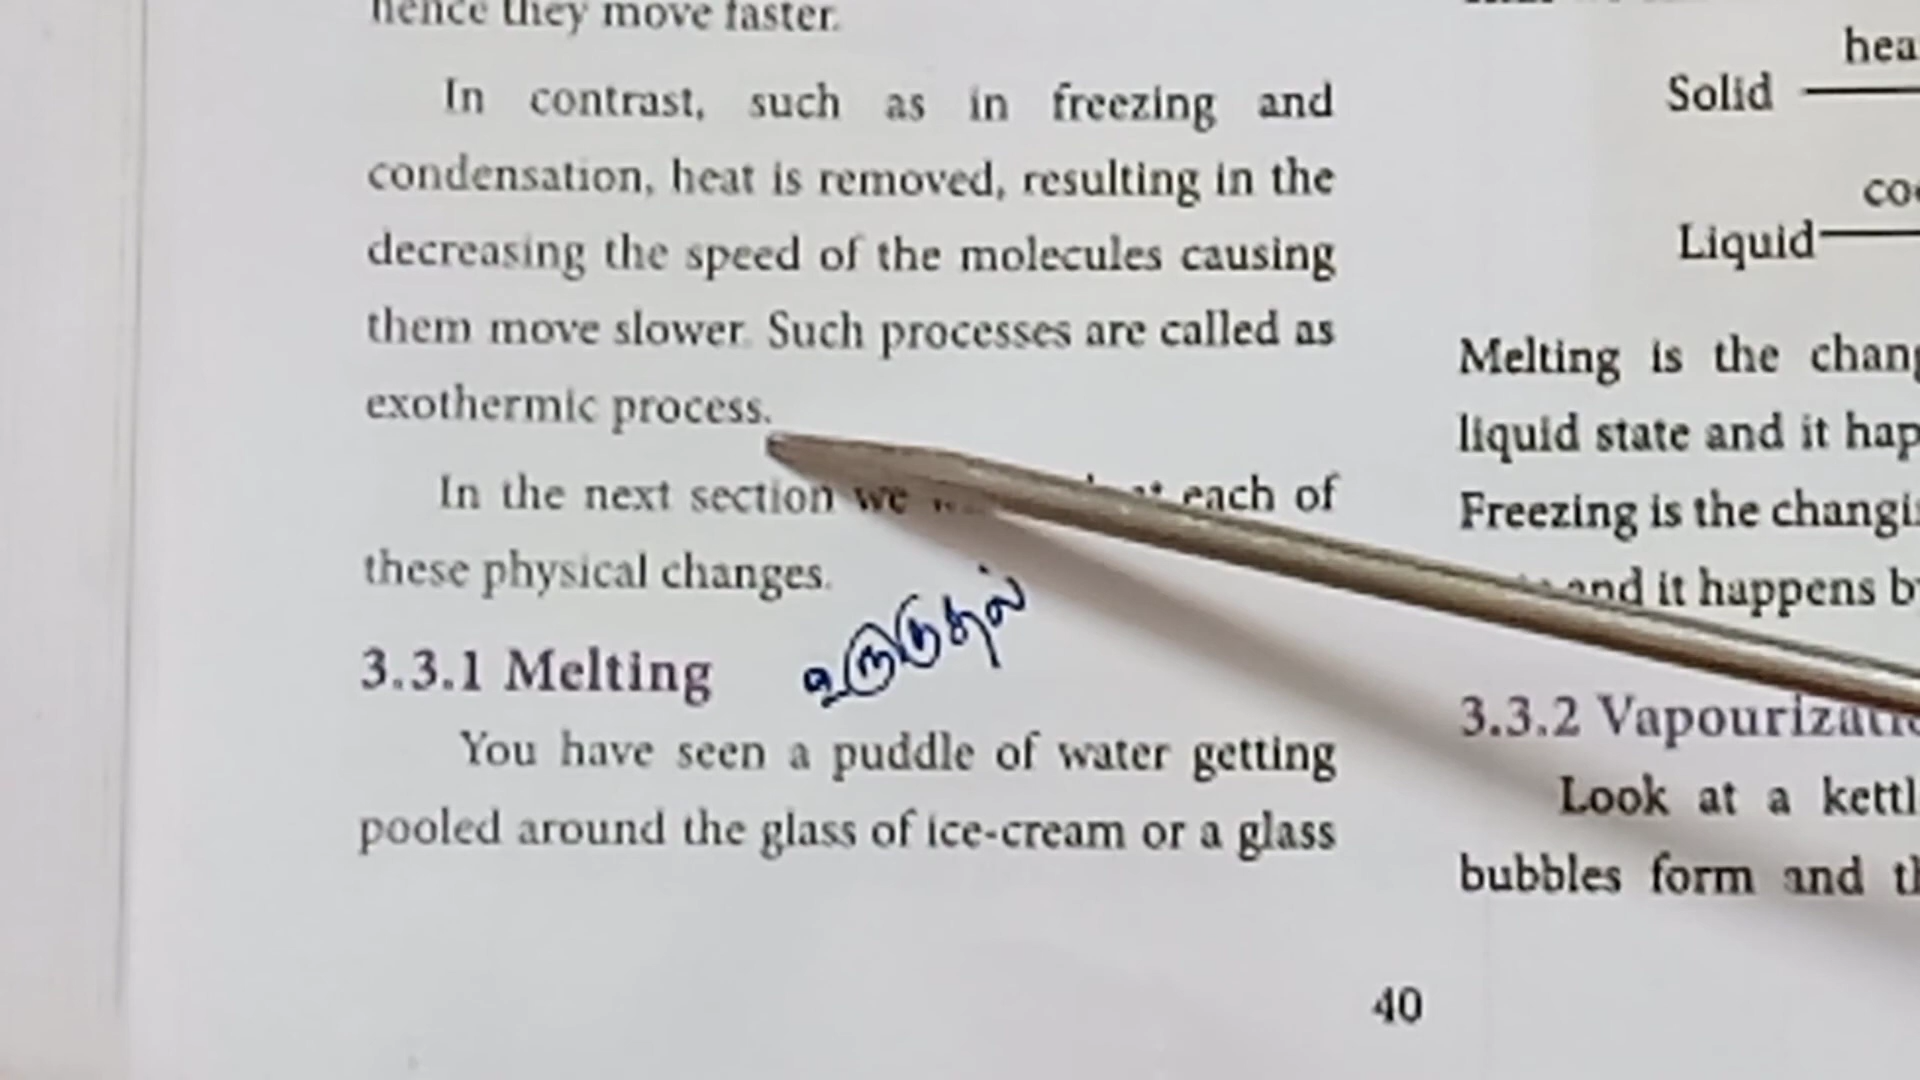 hence they move faster.
In contrast, such as in freezing and
condensation, heat is removed, resulting in the
decreasing the speed of the molecules causing
them move slower. Such processes are called as
exothermic process.
In the next section we each of
these physical changes.
3.3.1 Melting உருகுதல்
You have seen a puddle of water getting
pooled around the glass of ice-cream or a glass
hea
Solid
co
Liquid
Melting is the chang
liquid state and it hap
Freezing is the changi
and it happens b
3.3.2 Vapourizati
Look at a kettl
bubbles form and th
40